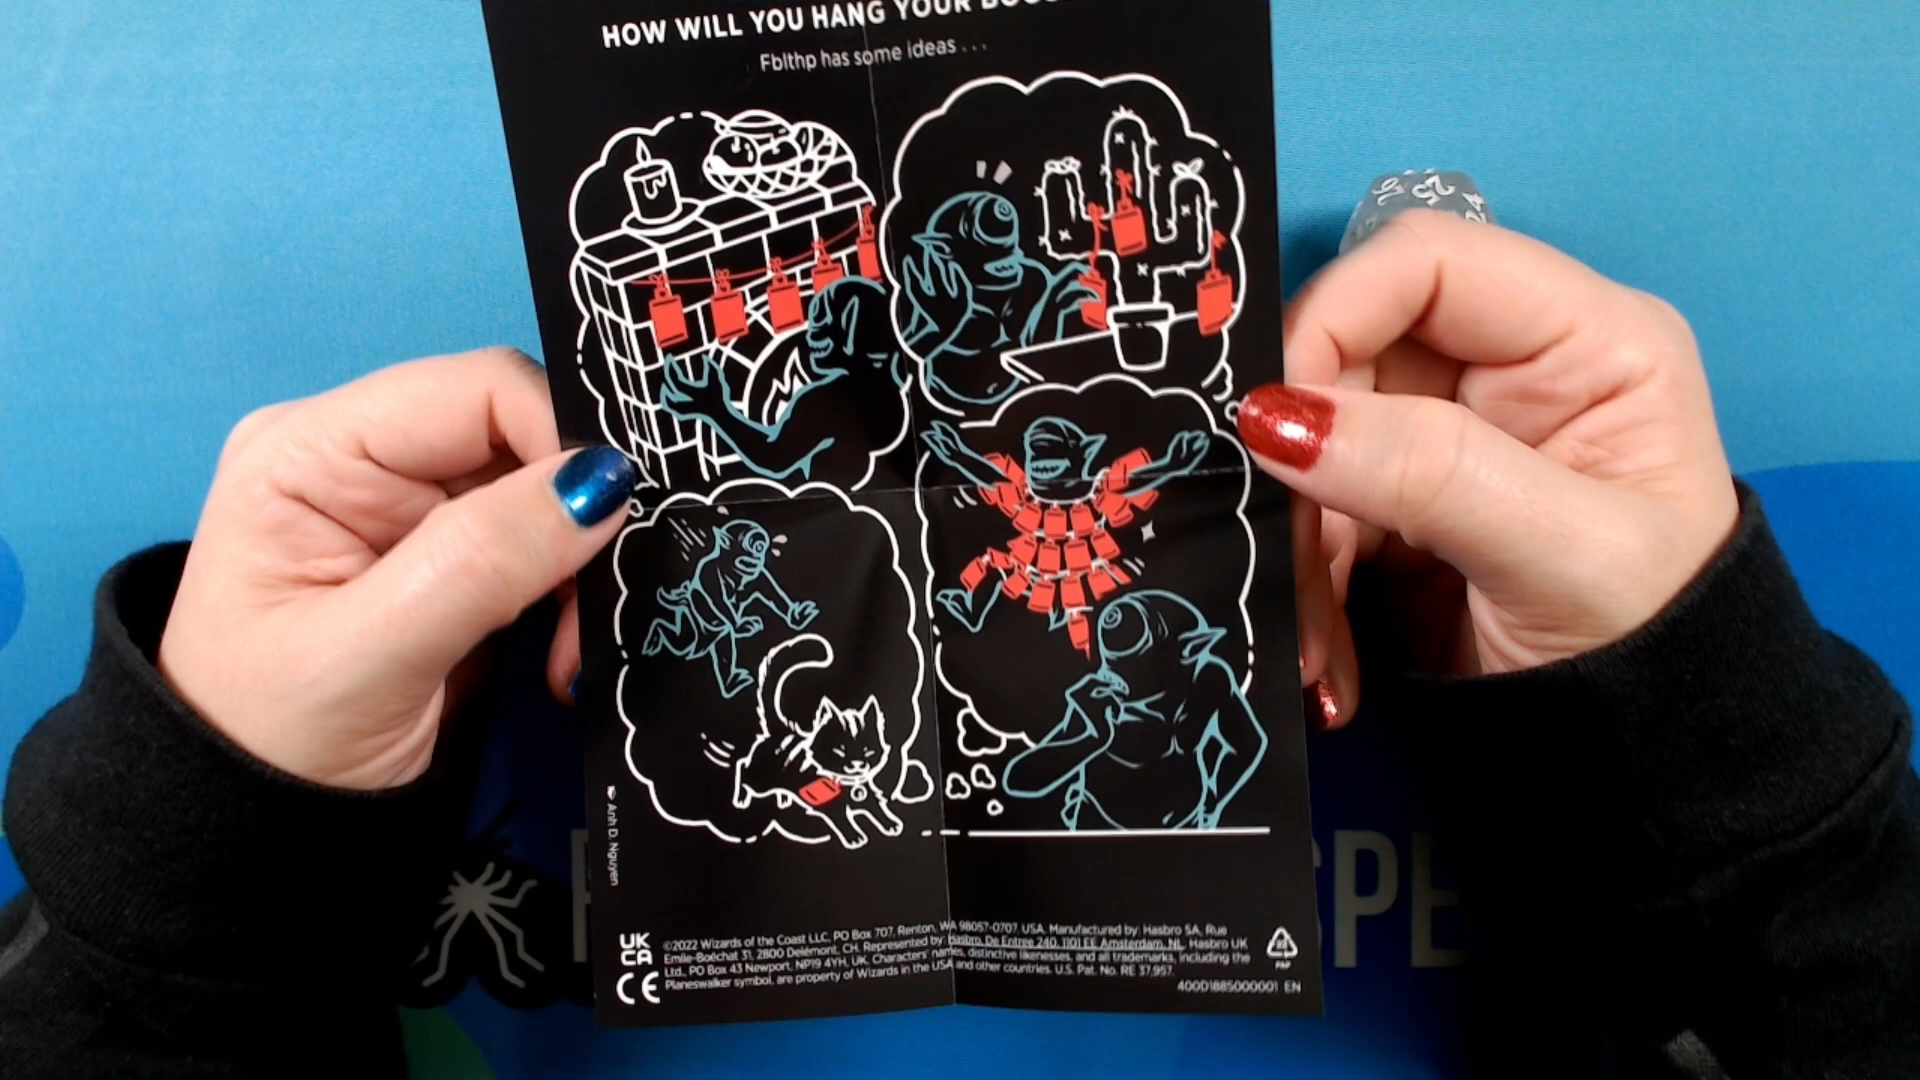 HOW WILL YOU HANG YOUR
Fblthp has some ideas . . .
Anh D. Nguyen
UK
CA
CE
©2022 Wizards of the Coast LLC, PO Box 707, Renton, WA 98057-0707, USA. Manufactured by: Hasbro SA, Rue
Emile-Boéchat 31, 2800 Delémont, CH. Represented by: Hasbro, De Entree 240, 1101 EE Amsterdam, NL. Hasbro UK
Ltd., PO Box 43 Newport, NP19 4YH, UK. Characters' names, distinctive likenesses, and all trademarks, including the
Planeswalker symbol, are property of Wizards in the USA and other countries. U.S. Pat. No. RE 37,957.
PAP
400D1885000001 EN
25
24
SPE